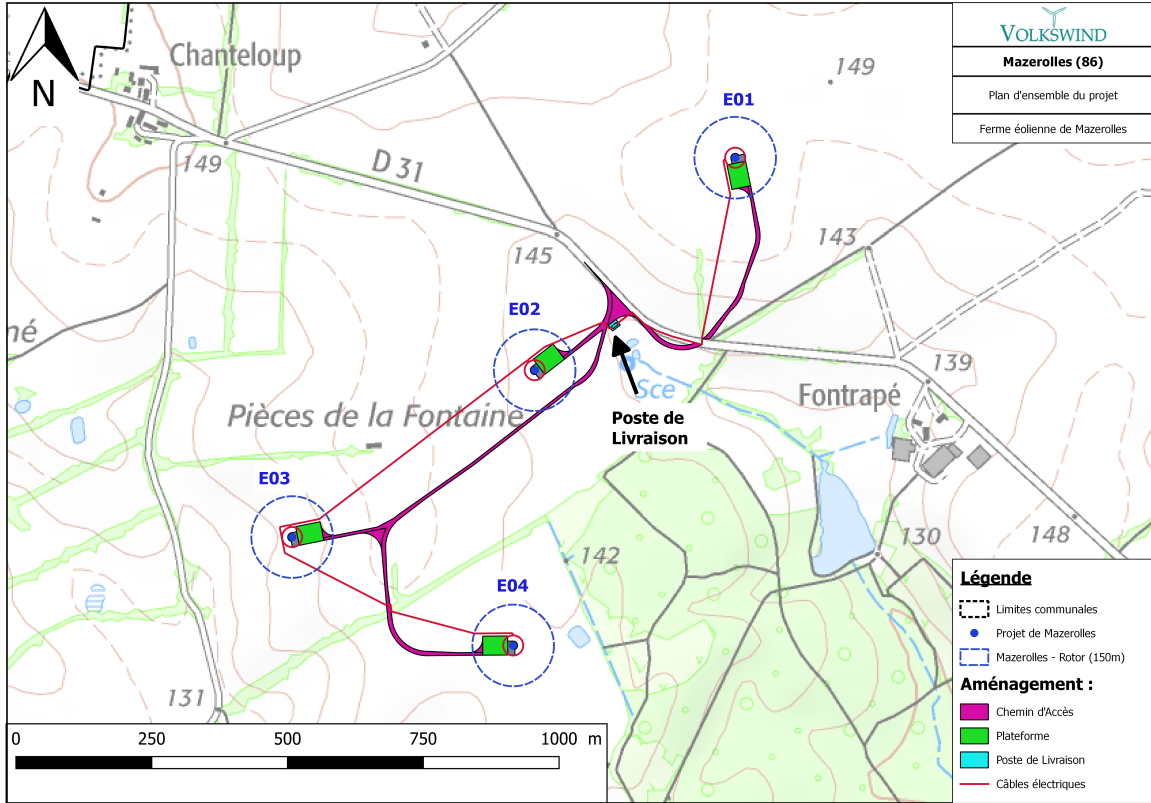 VOLKSWIND
Mazerolles (86)
Plan d'ensemble du projet
Ferme éolienne de Mazerolles
N
Chanteloup
149
149
D 31
E01
145
143
E02
né
Sce
139
Pièces de la Fontaine
Fontrapé
Poste de
Livraison
E03
130
148
142
E04
131
Légende
Limites communales
Projet de Mazerolles
Mazerolles - Rotor (150m)
Aménagement :
Chemin d'Accès
Plateforme
Poste de Livraison
Câbles électriques
0 250 500 750 1000 m